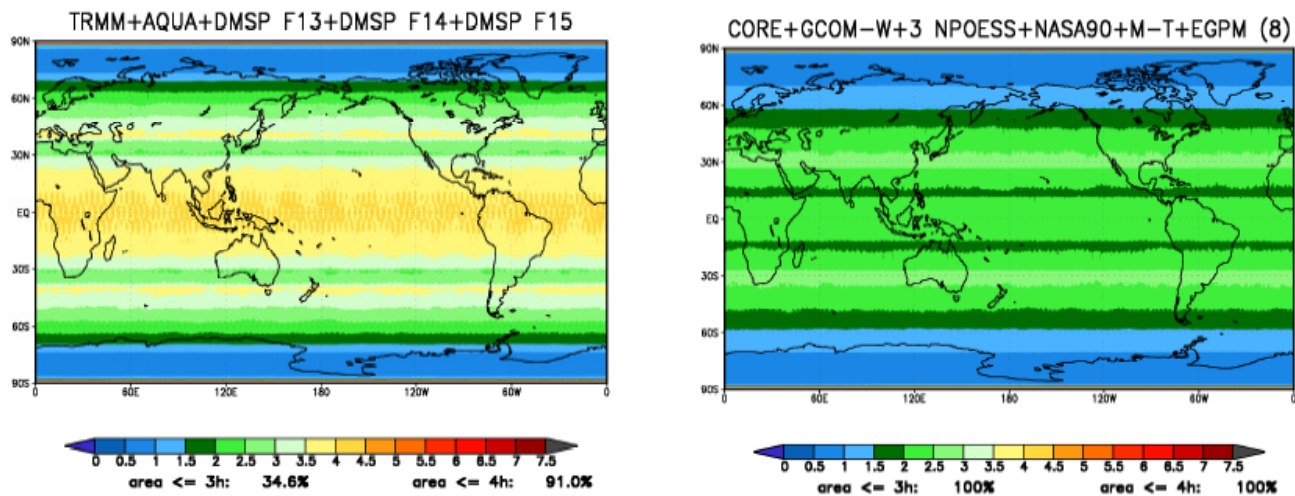 TRMM+AQUA+DMSP F13+DMSP F14+DMSP F15
90N
60N
30N
EQ
30S
60S
90S
0 60E 120E 180 120W 60W 0
0 0.5 1 1.5 2 2.5 3 3.5 4 4.5 5 5.5 6 6.5 7 7.5
area <= 3h: 34.6% area <= 4h: 91.0%
CORE+GCOM-W+3 NPOESS+NASA90+M-T+EGPM (8)
90N
60N
30N
EQ
30S
60S
90S
0 60E 120E 180 120W 60W 0
0 0.5 1 1.5 2 2.5 3 3.5 4 4.5 5 5.5 6 6.5 7 7.5
area <= 3h: 100% area <= 4h: 100%